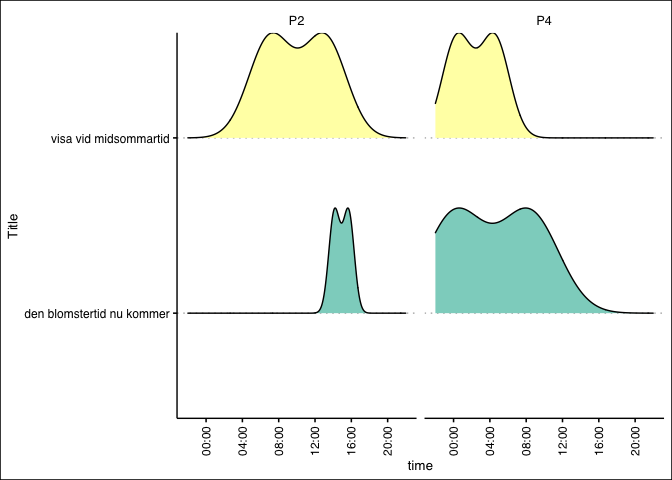 P2 P4
visa vid midsommartid
den blomstertid nu kommer
Title
00:00 04:00 08:00 12:00 16:00 20:00 00:00 04:00 08:00 12:00 16:00 20:00
time